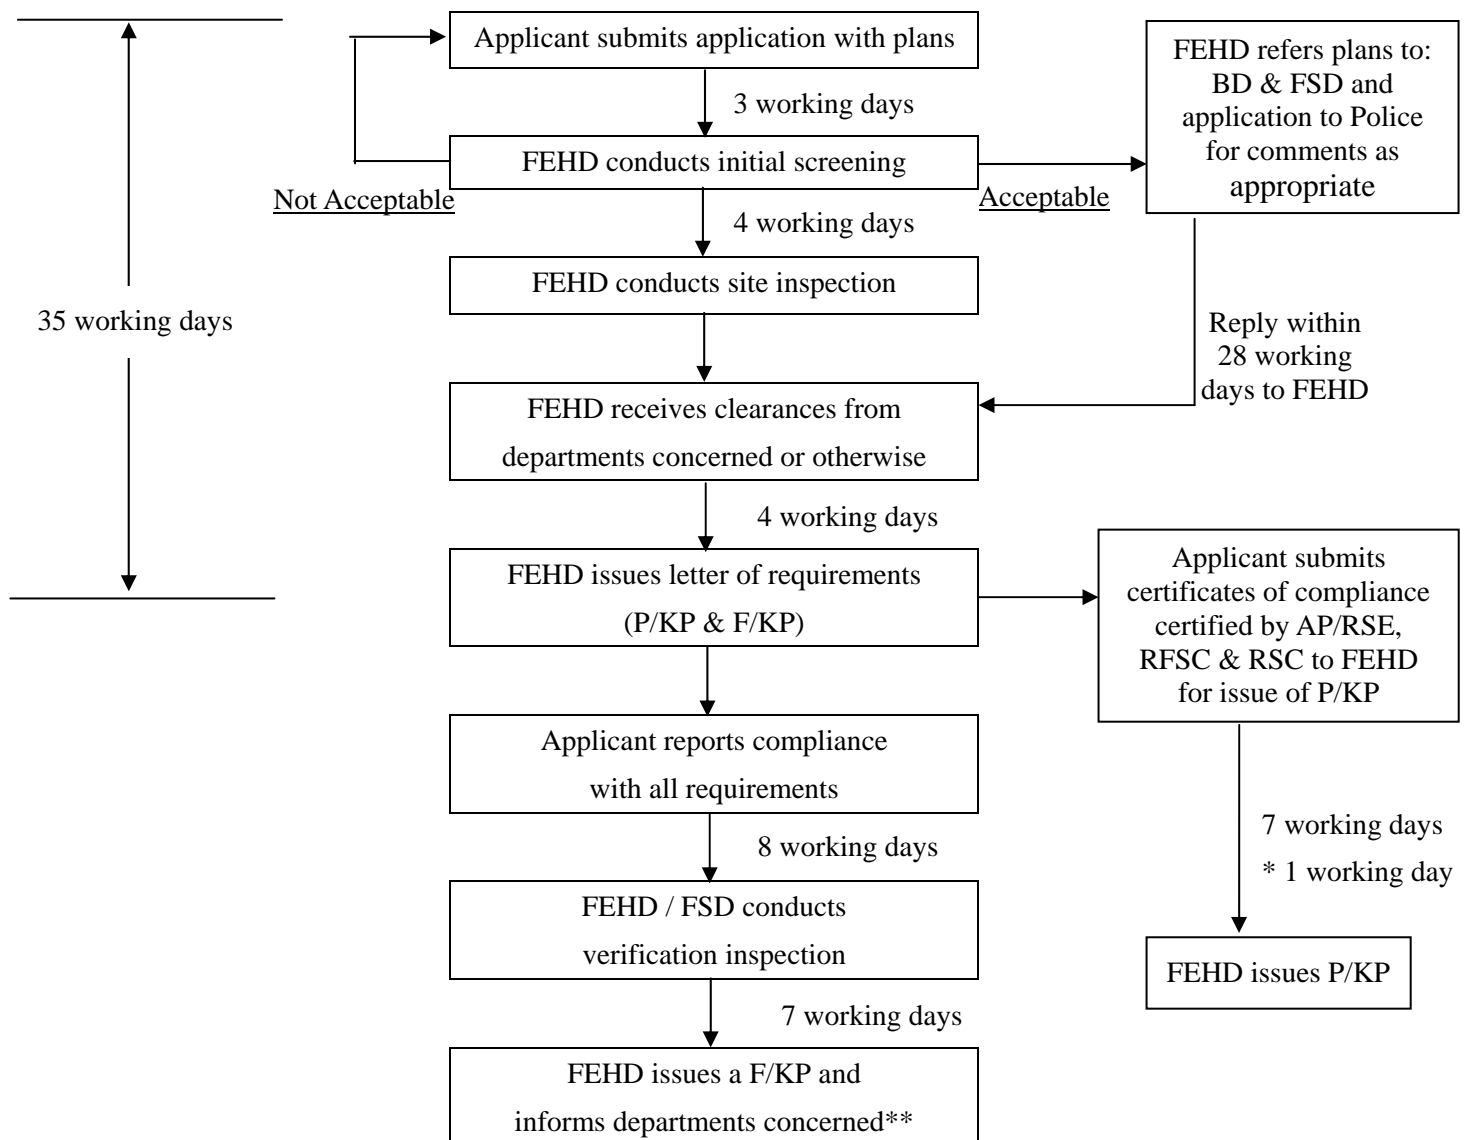 Applicant submits application with plans
3 working days
FEHD conducts initial screening
Not Acceptable
Acceptable
FEHD refers plans to:
BD & FSD and
application to Police
for comments as
appropriate
4 working days
FEHD conducts site inspection
35 working days
Reply within
28 working
days to FEHD
FEHD receives clearances from
departments concerned or otherwise
4 working days
FEHD issues letter of requirements
(P/KP & F/KP)
Applicant submits
certificates of compliance
certified by AP/RSE,
RFSC & RSC to FEHD
for issue of P/KP
Applicant reports compliance
with all requirements
8 working days
7 working days
* 1 working day
FEHD / FSD conducts
verification inspection
FEHD issues P/KP
7 working days
FEHD issues a F/KP and
informs departments concerned**